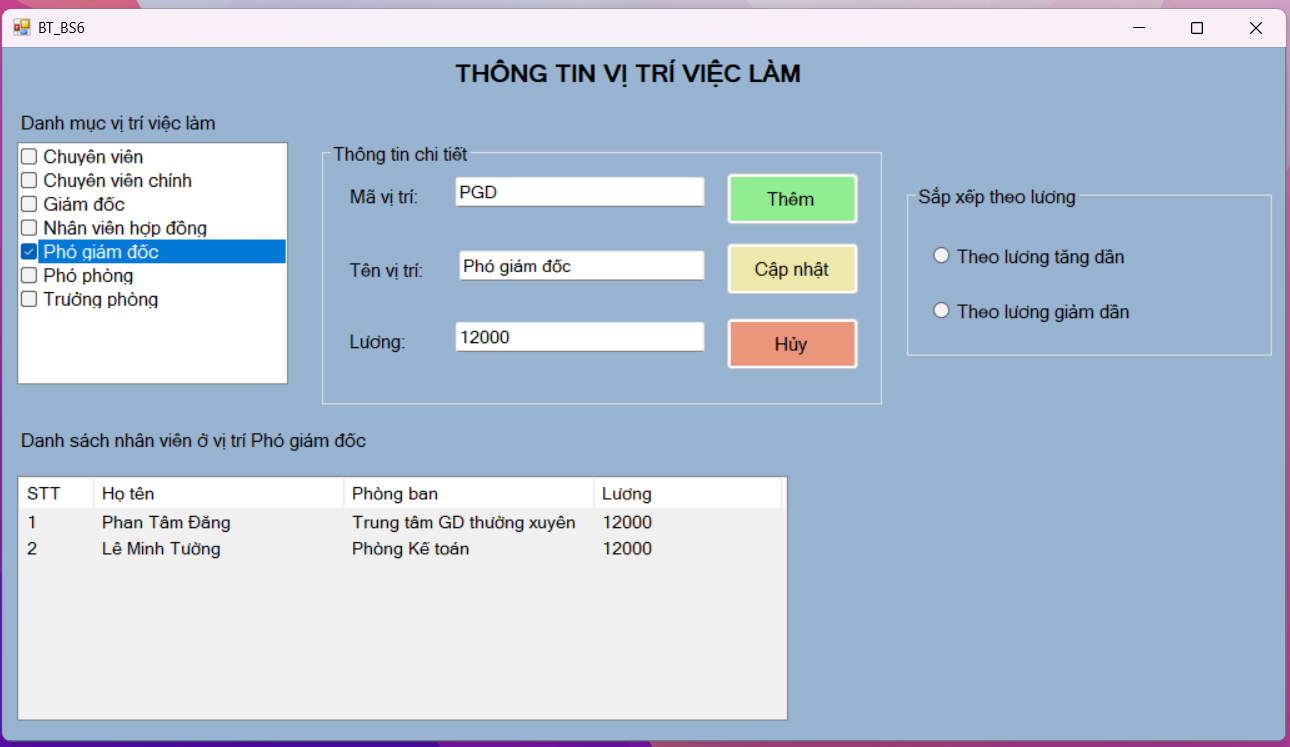 BT_BS6
THÔNG TIN VỊ TRÍ VIỆC LÀM
Danh mục vị trí việc làm
Chuyên viên
Chuyên viên chính
Giám đốc
Nhân viên hợp đồng
Phó giám đốc
Phó phòng
Trưởng phòng
Thông tin chi tiết
Mã vị trí: PGD Thêm
Tên vị trí: Phó giám đốc Cập nhật
Lương: 12000 Hủy
Sắp xếp theo lương
Theo lương tăng dần
Theo lương giảm dần
Danh sách nhân viên ở vị trí Phó giám đốc
STT Họ tên Phòng ban Lương
1 Phan Tâm Đăng Trung tâm GD thường xuyên 12000
2 Lê Minh Tường Phòng Kế toán 12000